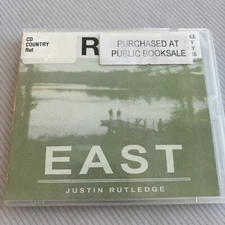 CD
COUNTRY
Rut
R
PURCHASED AT
PUBLIC BOOKSALE
EAST
JUSTIN RUTLEDGE